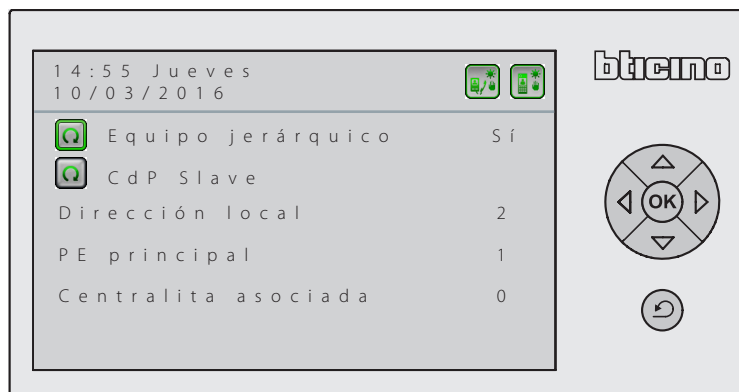 14:55 Jueves
10/03/2016
bticino
Equipo jerárquico Sí
CdP Slave
Dirección local 2
PE principal 1
Centralita asociada 0
OK